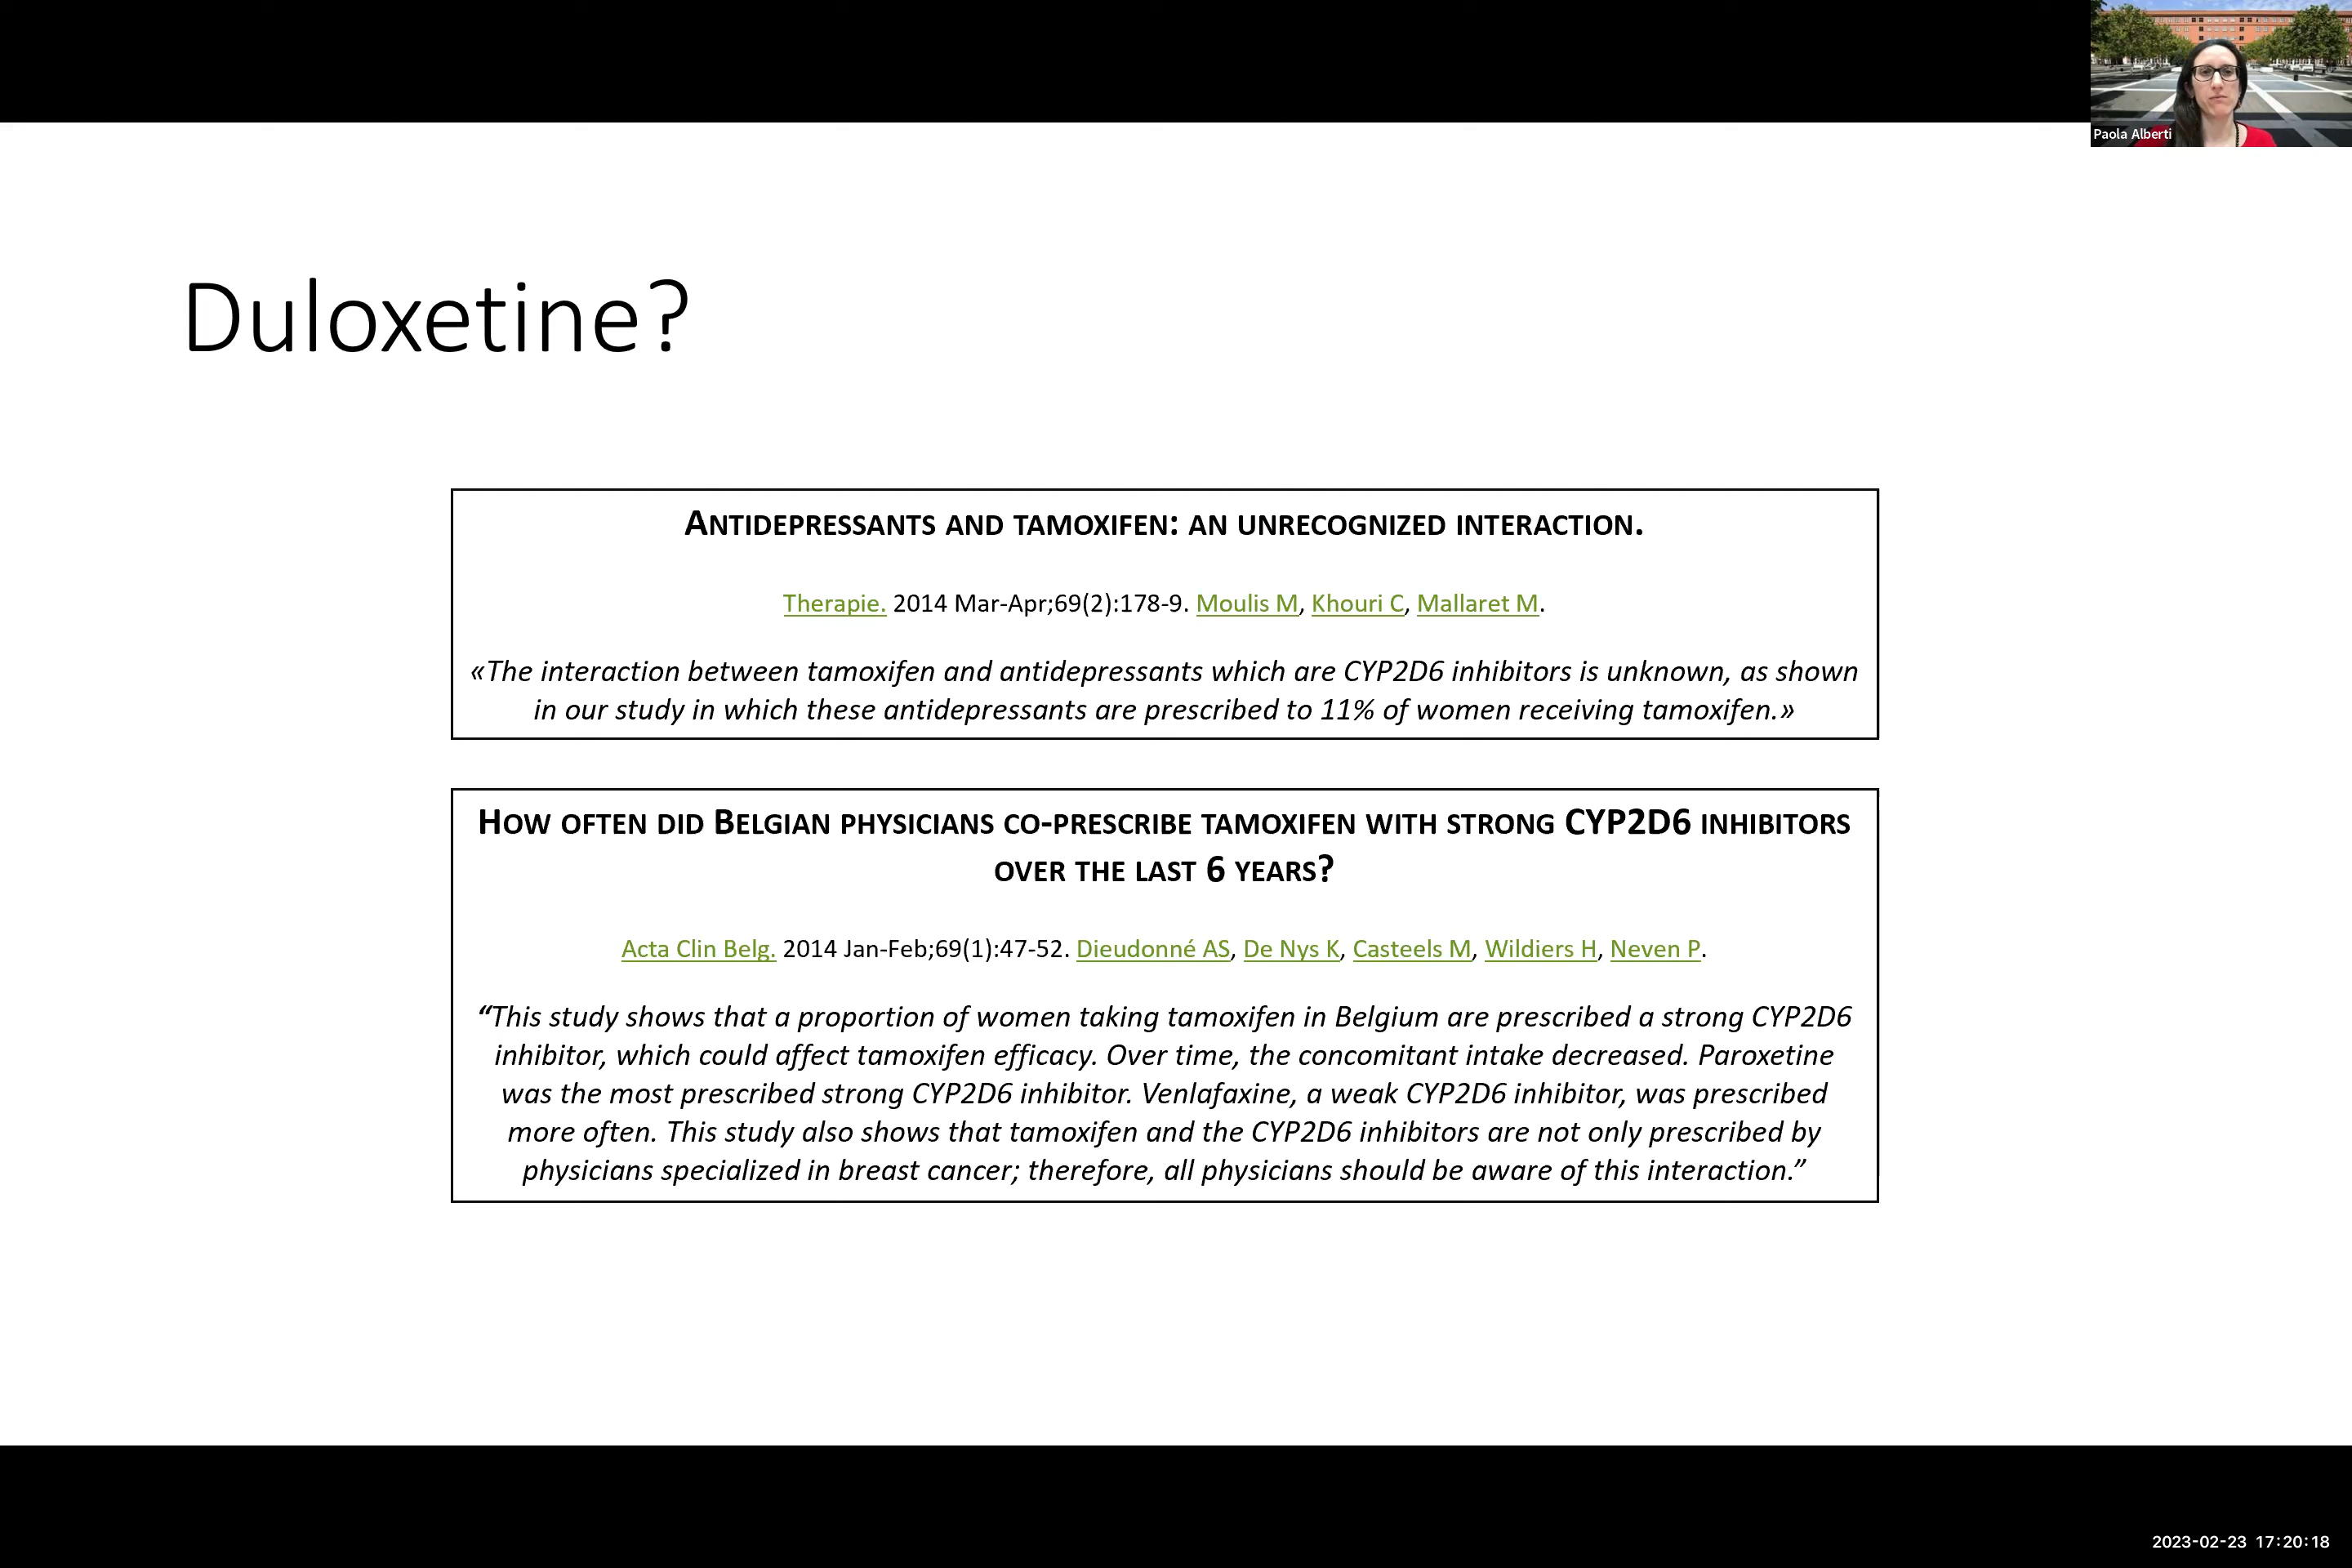 Paola Alberti
Duloxetine?
ANTIDEPRESSANTS AND TAMOXIFEN: AN UNRECOGNIZED INTERACTION.
Therapie. 2014 Mar-Apr;69(2):178-9. Moulis M, Khouri C, Mallaret M.
«The interaction between tamoxifen and antidepressants which are CYP2D6 inhibitors is unknown, as shown
in our study in which these antidepressants are prescribed to 11% of women receiving tamoxifen.»
HOW OFTEN DID BELGIAN PHYSICIANS CO-PRESCRIBE TAMOXIFEN WITH STRONG CYP2D6 INHIBITORS
OVER THE LAST 6 YEARS?
Acta Clin Belg. 2014 Jan-Feb;69(1):47-52. Dieudonné AS, De Nys K, Casteels M, Wildiers H, Neven P.
“This study shows that a proportion of women taking tamoxifen in Belgium are prescribed a strong CYP2D6
inhibitor, which could affect tamoxifen efficacy. Over time, the concomitant intake decreased. Paroxetine
was the most prescribed strong CYP2D6 inhibitor. Venlafaxine, a weak CYP2D6 inhibitor, was prescribed
more often. This study also shows that tamoxifen and the CYP2D6 inhibitors are not only prescribed by
physicians specialized in breast cancer; therefore, all physicians should be aware of this interaction.”
2023-02-23 17:20:18